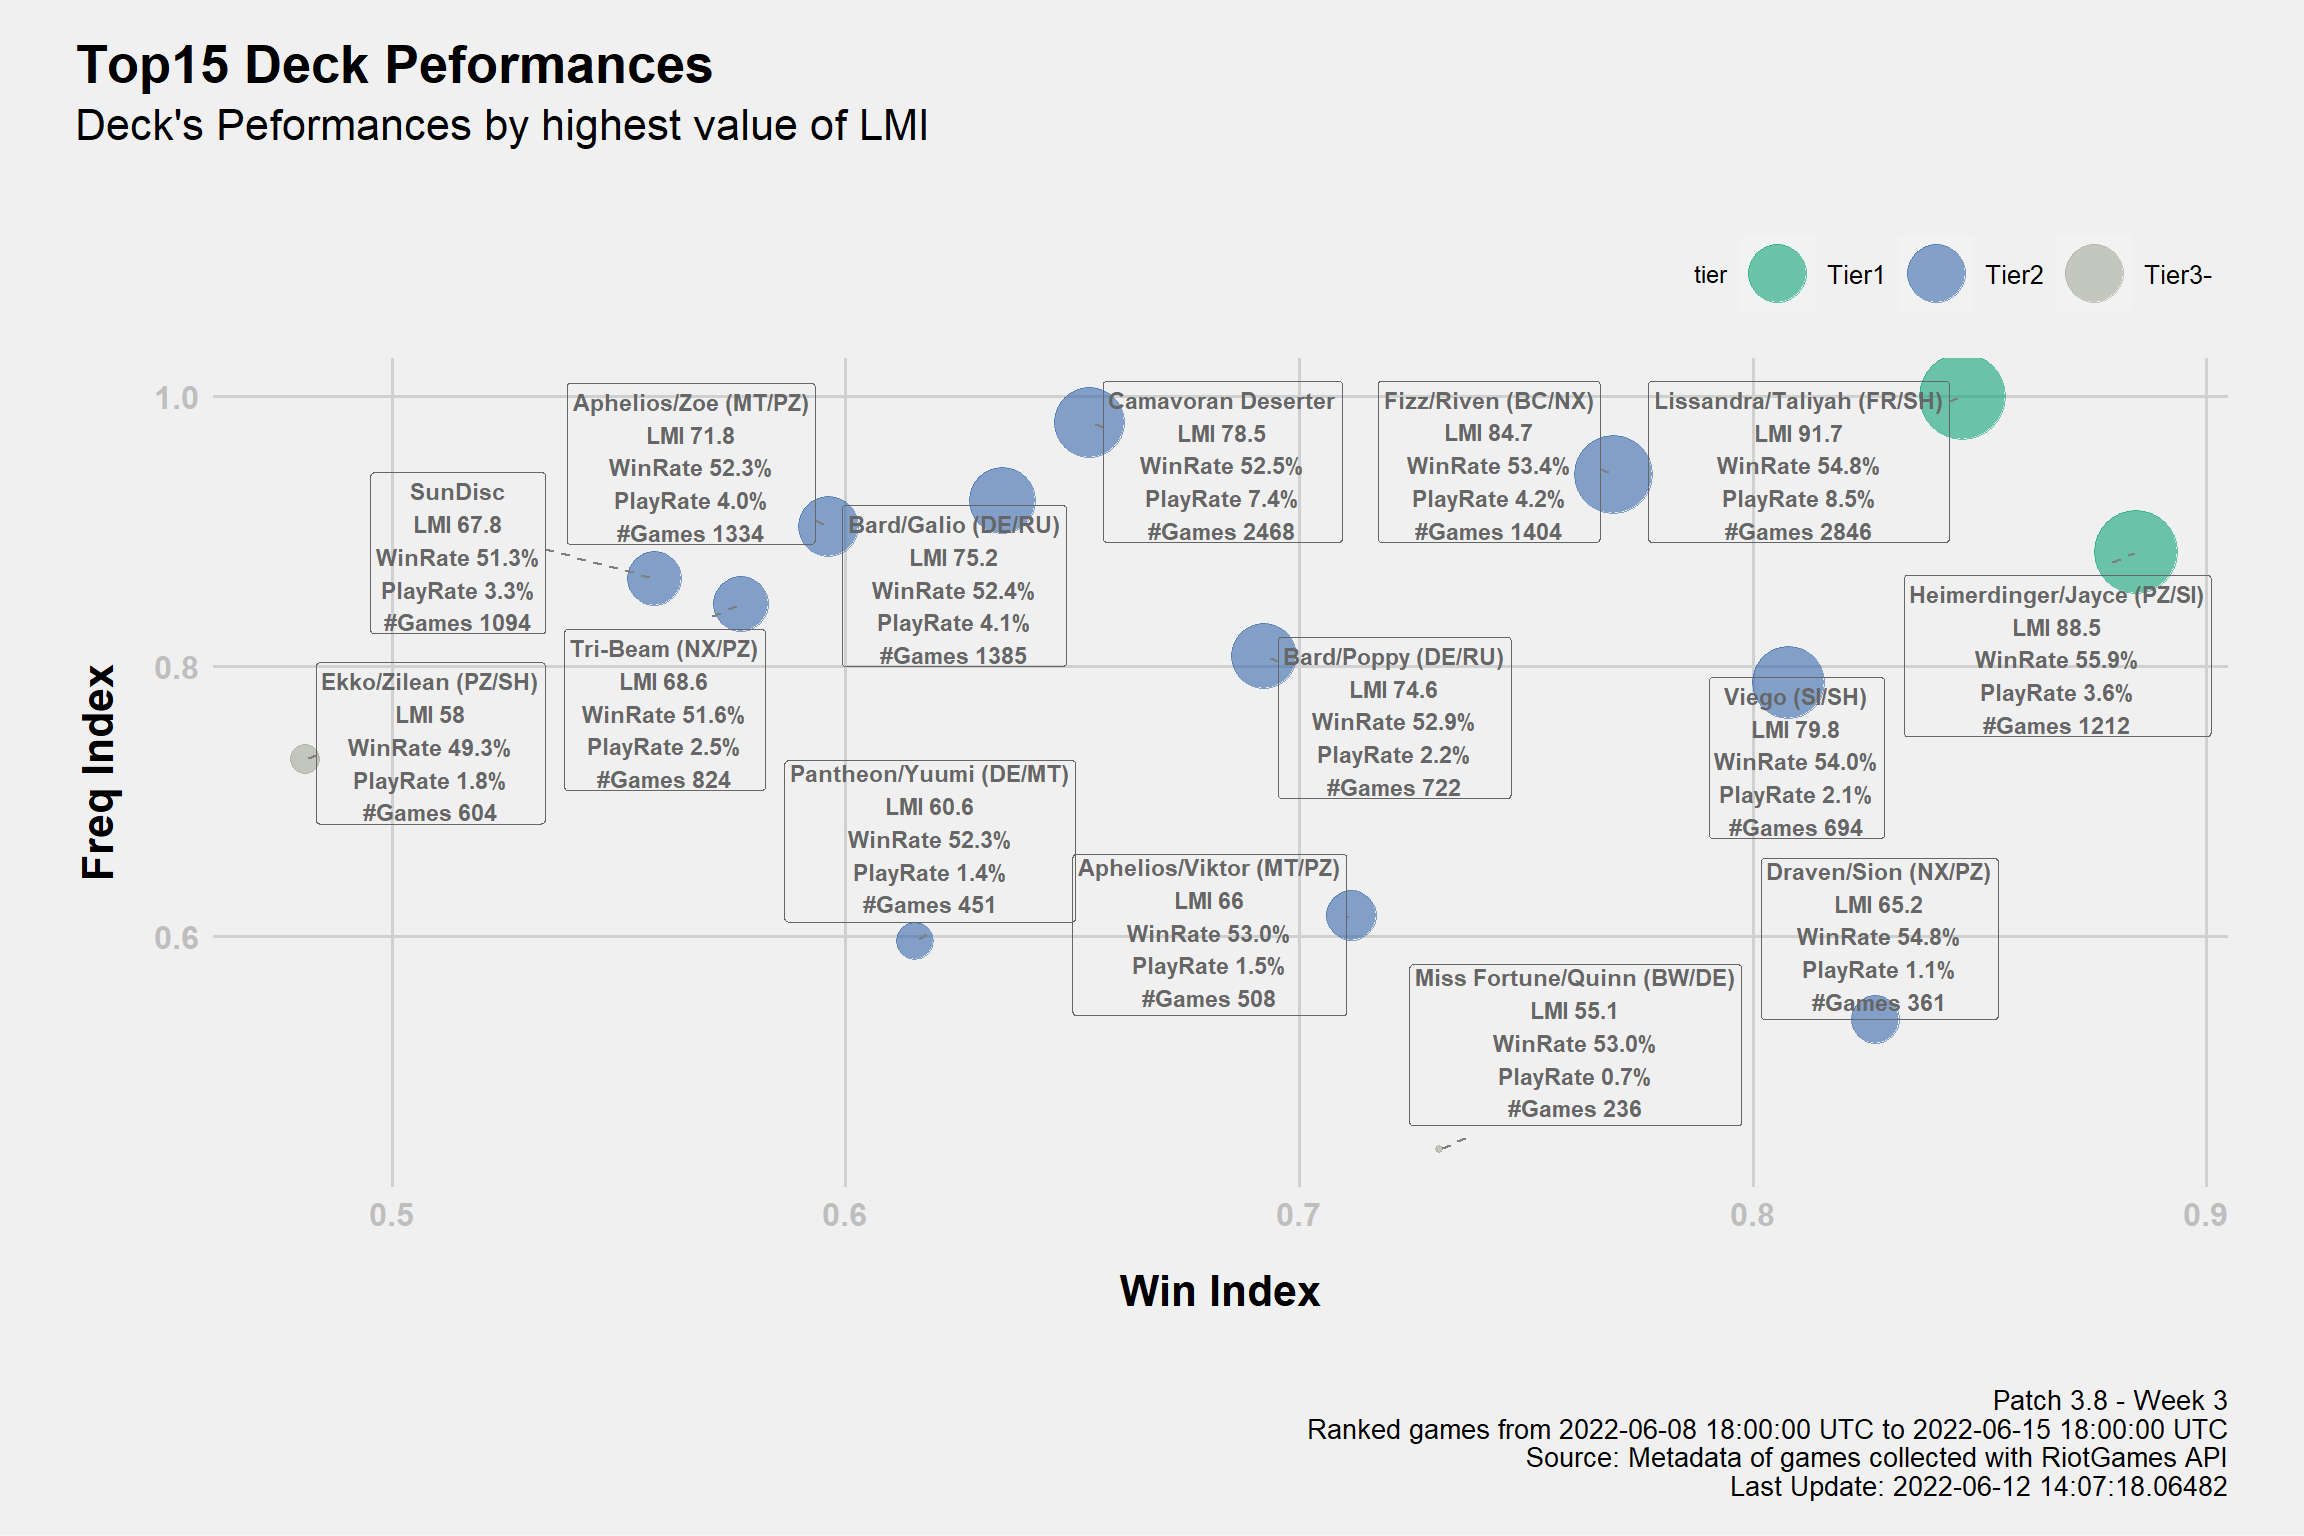 Top15 Deck Peformances
Deck's Peformances by highest value of LMI
tier Tier1 Tier2 Tier3-
Freq Index
1.0
0.8
0.6
Aphelios/Zoe (MT/PZ)
LMI 71.8
WinRate 52.3%
PlayRate 4.0%
#Games 1334
Camavoran Deserter
LMI 78.5
WinRate 52.5%
PlayRate 7.4%
#Games 2468
Fizz/Riven (BC/NX)
LMI 84.7
WinRate 53.4%
PlayRate 4.2%
#Games 1404
Lissandra/Taliyah (FR/SH)
LMI 91.7
WinRate 54.8%
PlayRate 8.5%
#Games 2846
SunDisc
LMI 67.8
WinRate 51.3%
PlayRate 3.3%
#Games 1094
Bard/Galio (DE/RU)
LMI 75.2
WinRate 52.4%
PlayRate 4.1%
#Games 1385
Heimerdinger/Jayce (PZ/SI)
LMI 88.5
WinRate 55.9%
PlayRate 3.6%
#Games 1212
Tri-Beam (NX/PZ)
LMI 68.6
WinRate 51.6%
PlayRate 2.5%
#Games 824
Bard/Poppy (DE/RU)
LMI 74.6
WinRate 52.9%
PlayRate 2.2%
#Games 722
Ekko/Zilean (PZ/SH)
LMI 58
WinRate 49.3%
PlayRate 1.8%
#Games 604
Viego (SI/SH)
LMI 79.8
WinRate 54.0%
PlayRate 2.1%
#Games 694
Pantheon/Yuumi (DE/MT)
LMI 60.6
WinRate 52.3%
PlayRate 1.4%
#Games 451
Aphelios/Viktor (MT/PZ)
LMI 66
WinRate 53.0%
PlayRate 1.5%
#Games 508
Draven/Sion (NX/PZ)
LMI 65.2
WinRate 54.8%
PlayRate 1.1%
#Games 361
Miss Fortune/Quinn (BW/DE)
LMI 55.1
WinRate 53.0%
PlayRate 0.7%
#Games 236
0.5 0.6 0.7 0.8 0.9
Win Index
Patch 3.8 - Week 3
Ranked games from 2022-06-08 18:00:00 UTC to 2022-06-15 18:00:00 UTC
Source: Metadata of games collected with RiotGames API
Last Update: 2022-06-12 14:07:18.06482